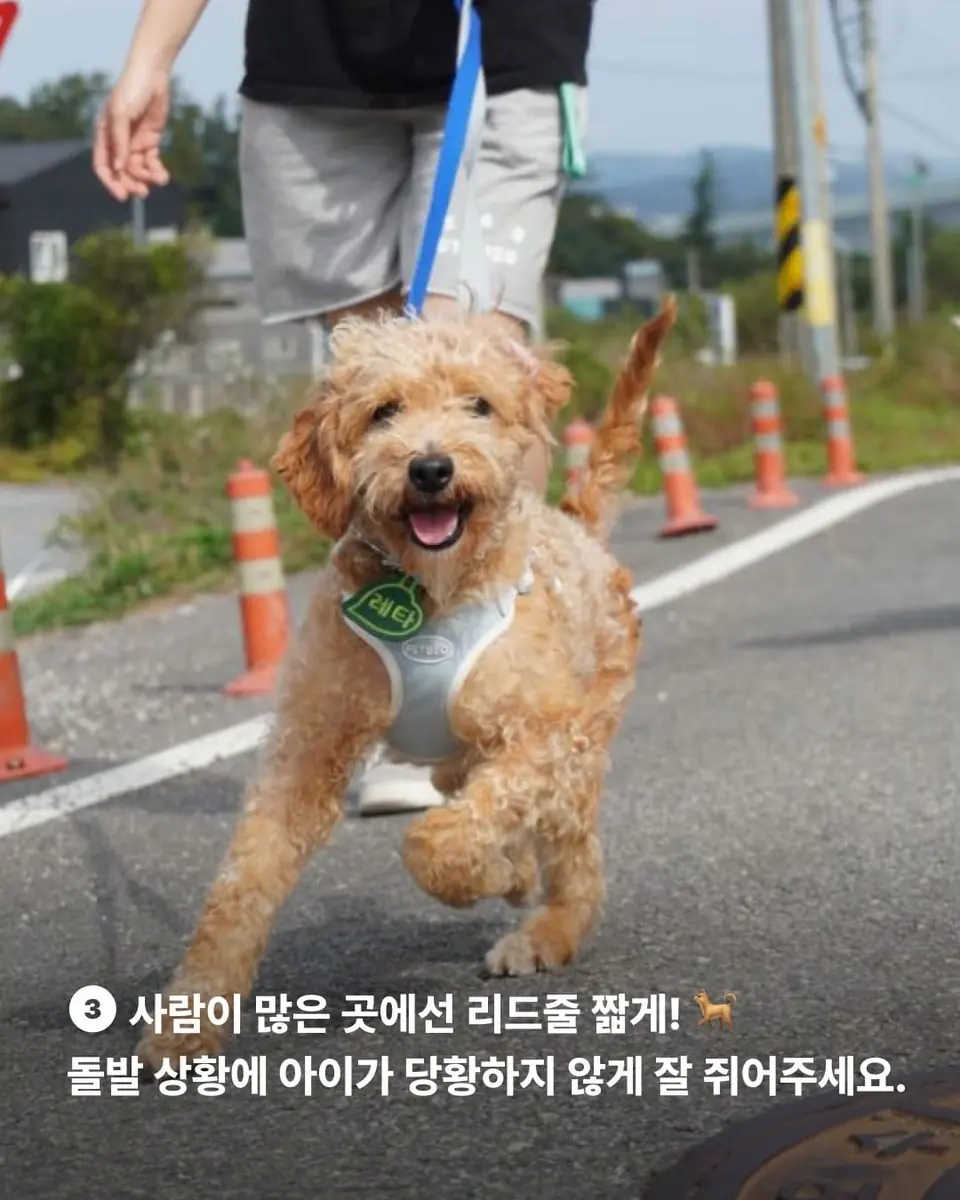 레타
PETBEO
❸ 사람이 많은 곳에선 리드줄 짧게! 🐕
돌발 상황에 아이가 당황하지 않게 잘 쥐어주세요.